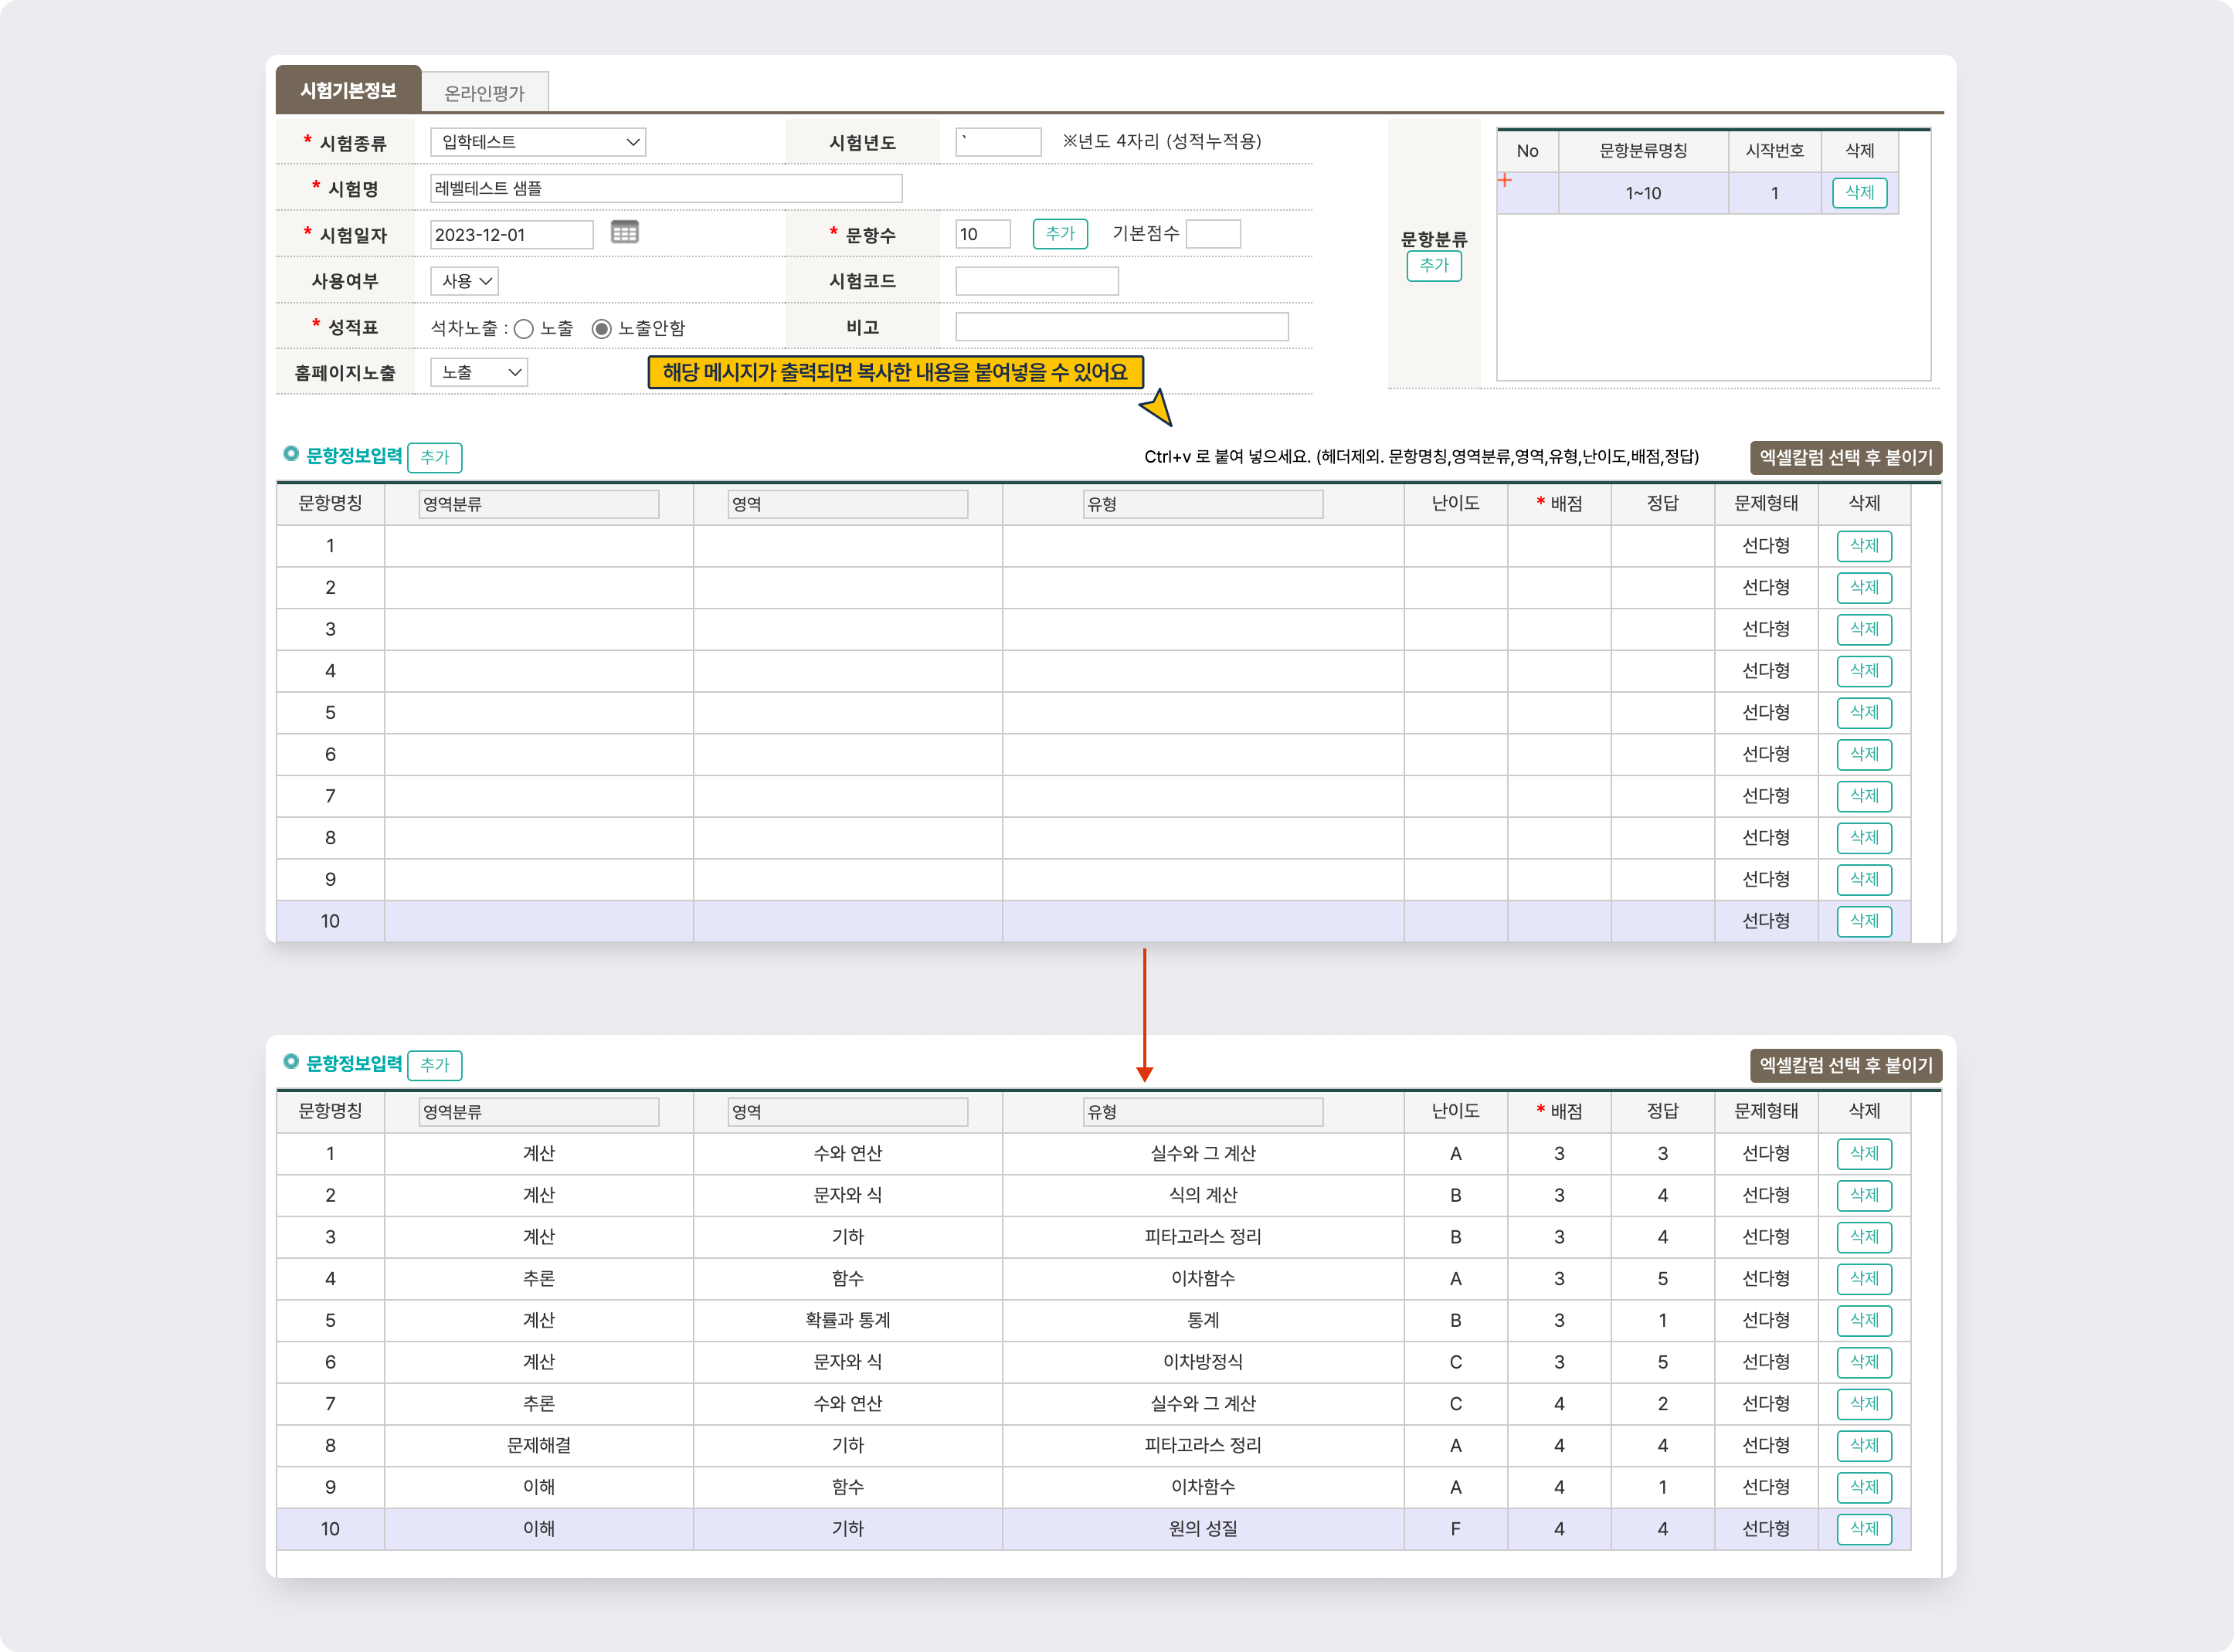 시험기본정보 온라인평가
* 시험종류 입학테스트 시험년도 ` ※년도 4자리 (성적누적용)
* 시험명 레벨테스트 샘플
* 시험일자 2023-12-01 * 문항수 10 추가 기본점수
사용여부 사용 시험코드
* 성적표 석차노출 : 노출 노출안함 비고
홈페이지노출 노출
문항분류 추가
No 문항분류명칭 시작번호 삭제
1~10 1 삭제
해당 메시지가 출력되면 복사한 내용을 붙여넣을 수 있어요
문항정보입력 추가 Ctrl+v 로 붙여 넣으세요. (헤더제외. 문항명칭,영역분류,영역,유형,난이도,배점,정답) 엑셀칼럼 선택 후 붙이기
문항명칭 영역분류 영역 유형 난이도 * 배점 정답 문제형태 삭제
1 선다형 삭제
2 선다형 삭제
3 선다형 삭제
4 선다형 삭제
5 선다형 삭제
6 선다형 삭제
7 선다형 삭제
8 선다형 삭제
9 선다형 삭제
10 선다형 삭제
문항정보입력 추가 엑셀칼럼 선택 후 붙이기
문항명칭 영역분류 영역 유형 난이도 * 배점 정답 문제형태 삭제
1 계산 수와 연산 실수와 그 계산 A 3 3 선다형 삭제
2 계산 문자와 식 식의 계산 B 3 4 선다형 삭제
3 계산 기하 피타고라스 정리 B 3 4 선다형 삭제
4 추론 함수 이차함수 A 3 5 선다형 삭제
5 계산 확률과 통계 통계 B 3 1 선다형 삭제
6 계산 문자와 식 이차방정식 C 3 5 선다형 삭제
7 추론 수와 연산 실수와 그 계산 C 4 2 선다형 삭제
8 문제해결 기하 피타고라스 정리 A 4 4 선다형 삭제
9 이해 함수 이차함수 A 4 1 선다형 삭제
10 이해 기하 원의 성질 F 4 4 선다형 삭제